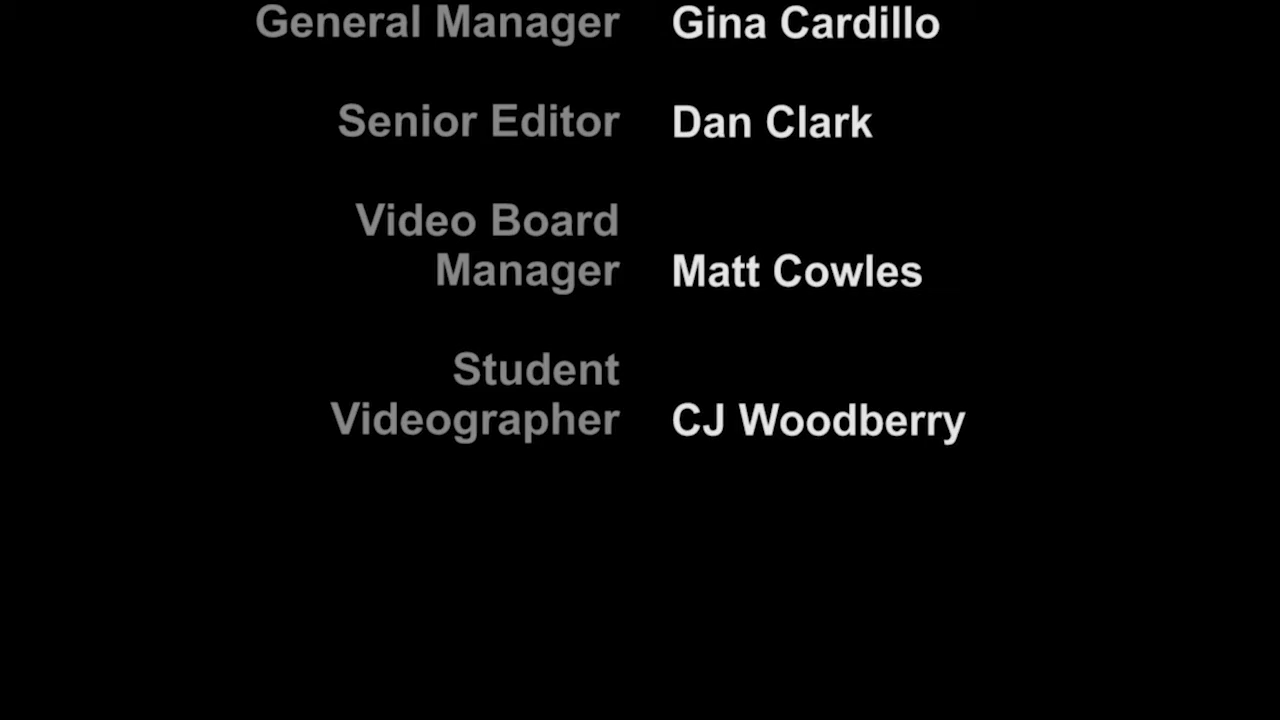 General Manager Gina Cardillo
Senior Editor Dan Clark
Video Board
Manager Matt Cowles
Student
Videographer CJ Woodberry